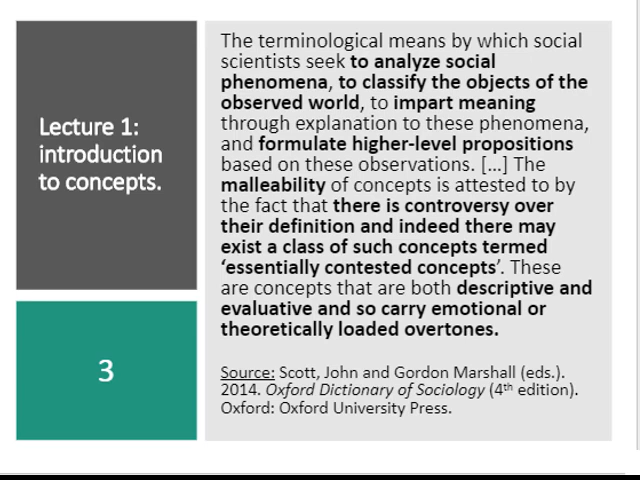 Lecture 1:
introduction
to concepts.
3
The terminological means by which social
scientists seek to analyze social
phenomena, to classify the objects of the
observed world, to impart meaning
through explanation to these phenomena,
and formulate higher-level propositions
based on these observations. [...] The
malleability of concepts is attested to by
the fact that there is controversy over
their definition and indeed there may
exist a class of such concepts termed
‘essentially contested concepts’. These
are concepts that are both descriptive and
evaluative and so carry emotional or
theoretically loaded overtones.
Source: Scott, John and Gordon Marshall (eds.).
2014. Oxford Dictionary of Sociology (4th edition).
Oxford: Oxford University Press.